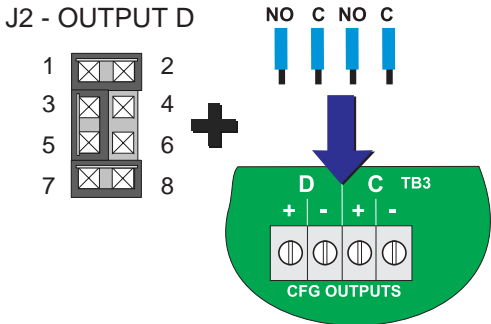 J2 - OUTPUT D
1 2
3 4
5 6
7 8
NO C NO C
D C TB3
+ - + -
CFG OUTPUTS